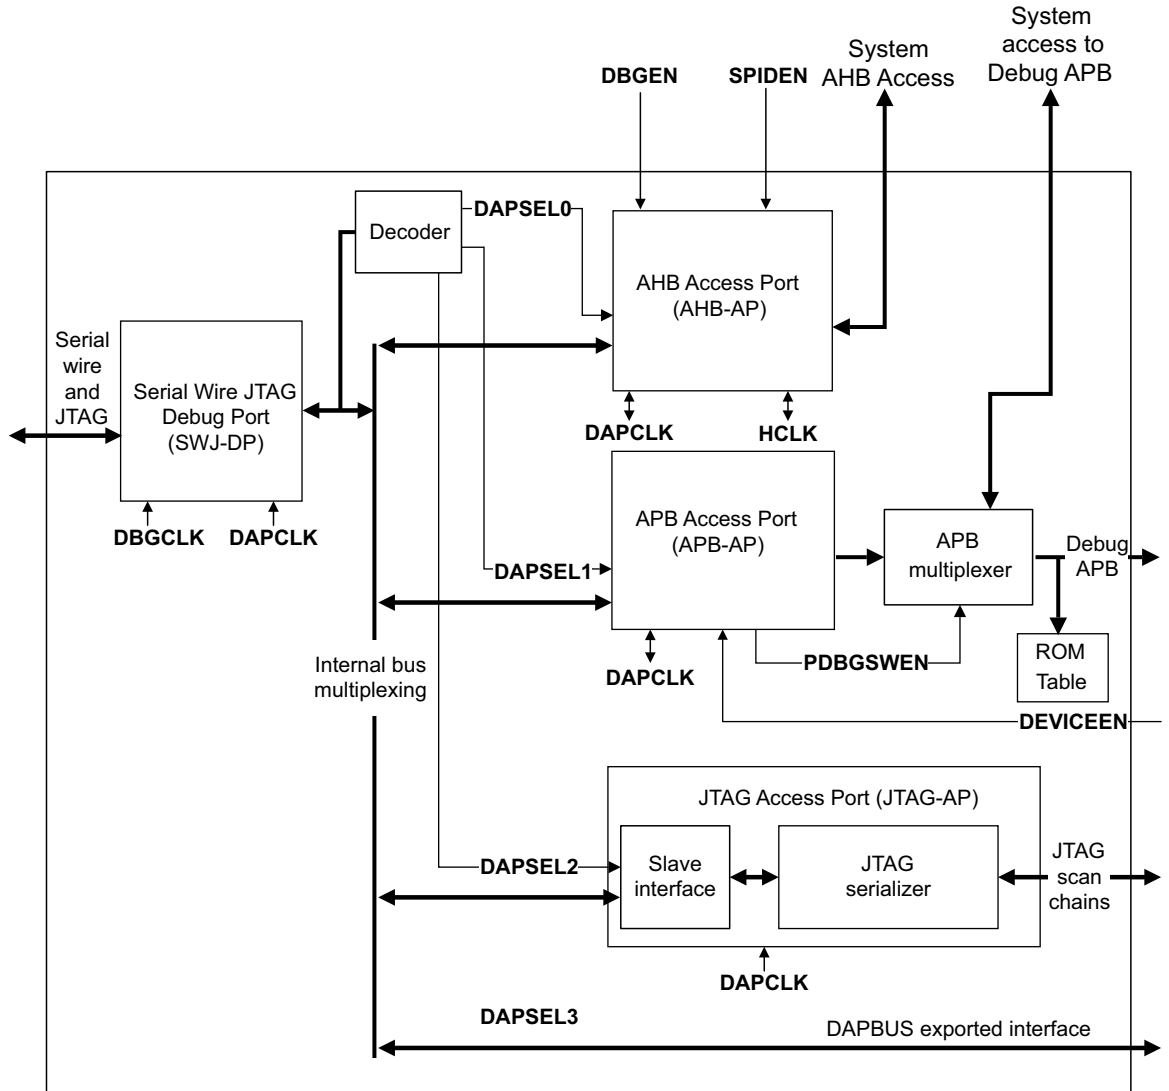 System
access to
Debug APB
System
AHB Access
DBGEN
SPIDEN
Decoder
DAPSEL0
AHB Access Port
(AHB-AP)
Serial
wire
and
JTAG
Serial Wire JTAG
Debug Port
(SWJ-DP)
DAPCLK
HCLK
DBGCLK
DAPCLK
APB Access Port
(APB-AP)
DAPSEL1
APB
multiplexer
Debug
APB
Internal bus
multiplexing
DAPCLK
PDBGSWEN
ROM
Table
DEVICEEN
JTAG Access Port (JTAG-AP)
DAPSEL2
Slave
interface
JTAG
serializer
JTAG
scan
chains
DAPCLK
DAPSEL3
DAPBUS exported interface